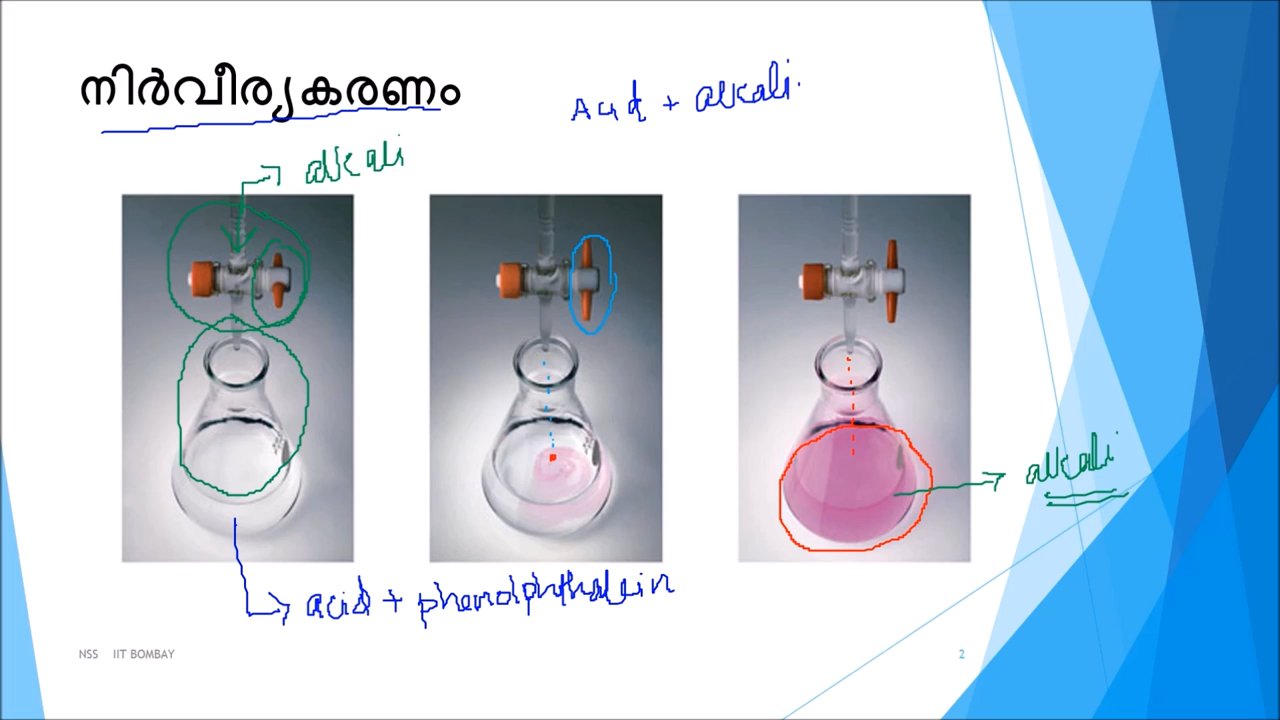 നിർവീര്യകരണം
Acid + alkali.
alkali
alkali
acid + phenolphthalein
NSS IIT BOMBAY
2